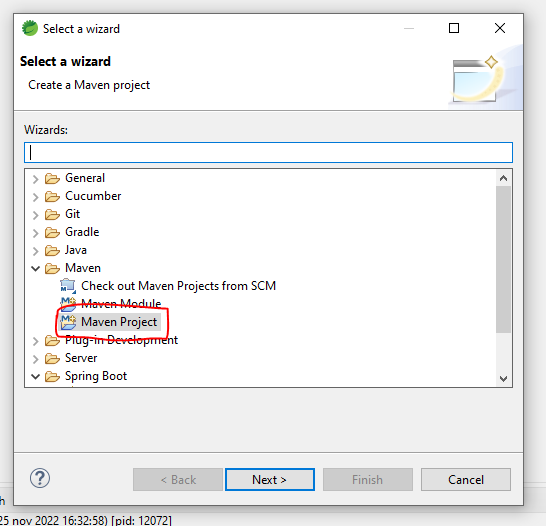 Select a wizard
Select a wizard
Create a Maven project
Wizards:
General
Cucumber
Git
Gradle
Java
Maven
Check out Maven Projects from SCM
Maven Module
Maven Project
Plug-in Development
Server
Spring Boot
?
< Back
Next >
Finish
Cancel
h
25 nov 2022 16:32:58) [pid: 12072]